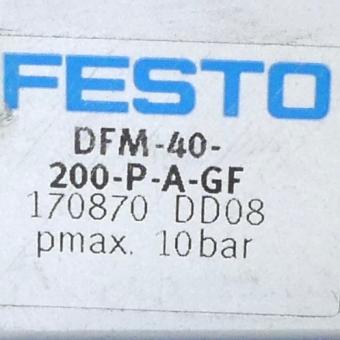 FESTO
DFM-40-
200-P-A-GF
170870 DD08
pmax. 10bar